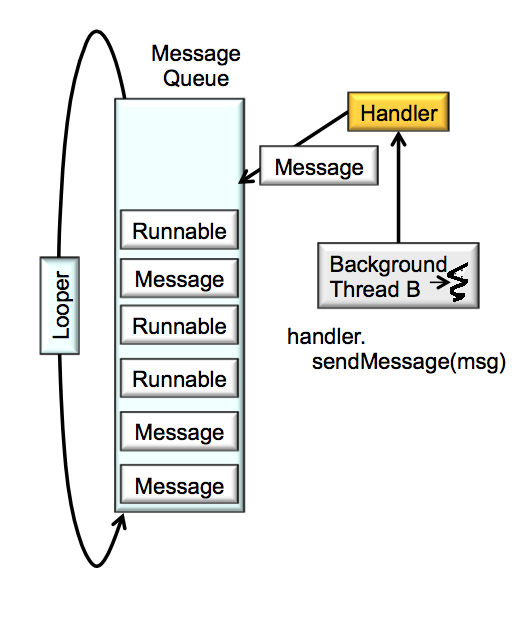 Message
Queue
Handler
Message
Runnable
Message
Runnable
Runnable
Message
Message
Looper
Background
Thread B
handler.
sendMessage(msg)